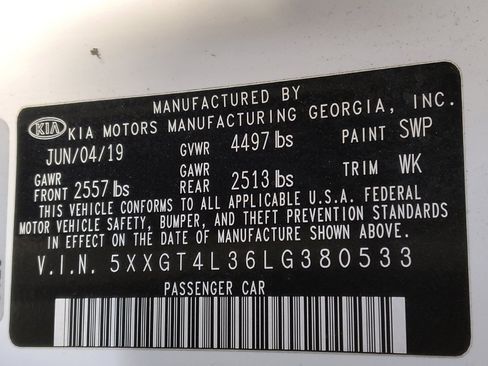 MANUFACTURED BY
KIA KIA MOTORS MANUFACTURING GEORGIA, INC.
JUN/04/19 GVWR 4497 lbs PAINT SWP
GAWR FRONT 2557 lbs GAWR REAR 2513 lbs TRIM WK
THIS VEHICLE CONFORMS TO ALL APPLICABLE U.S.A. FEDERAL
MOTOR VEHICLE SAFETY, BUMPER, AND THEFT PREVENTION STANDARDS
IN EFFECT ON THE DATE OF MANUFACTURE SHOWN ABOVE.
V.I.N. 5XXGT4L36LG380533
PASSENGER CAR